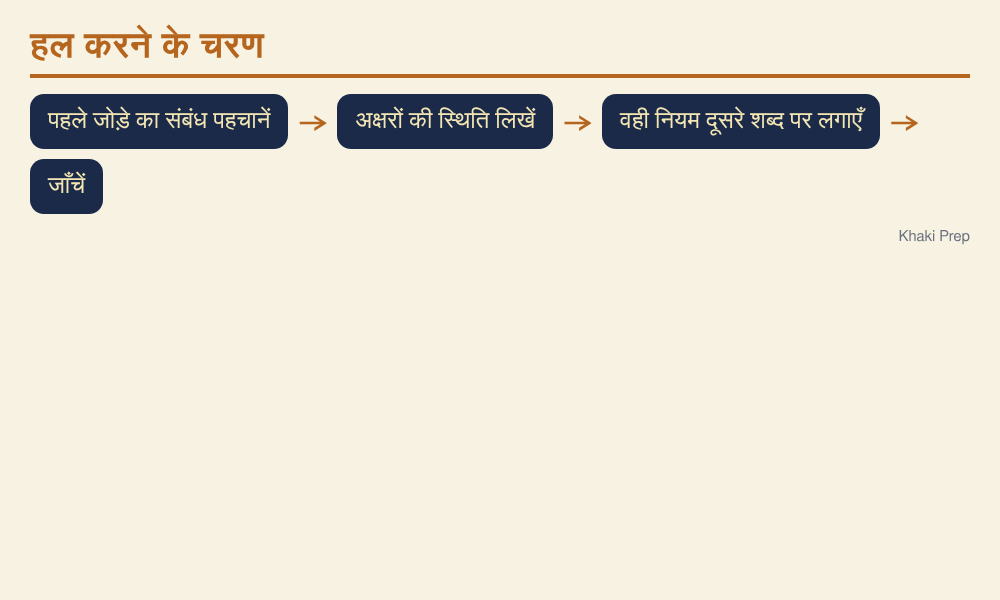 हल करने के चरण
पहले जोड़े का संबंध पहचानें → अक्षरों की स्थिति लिखें → वही नियम दूसरे शब्द पर लगाएँ →
जाँचें
Khaki Prep